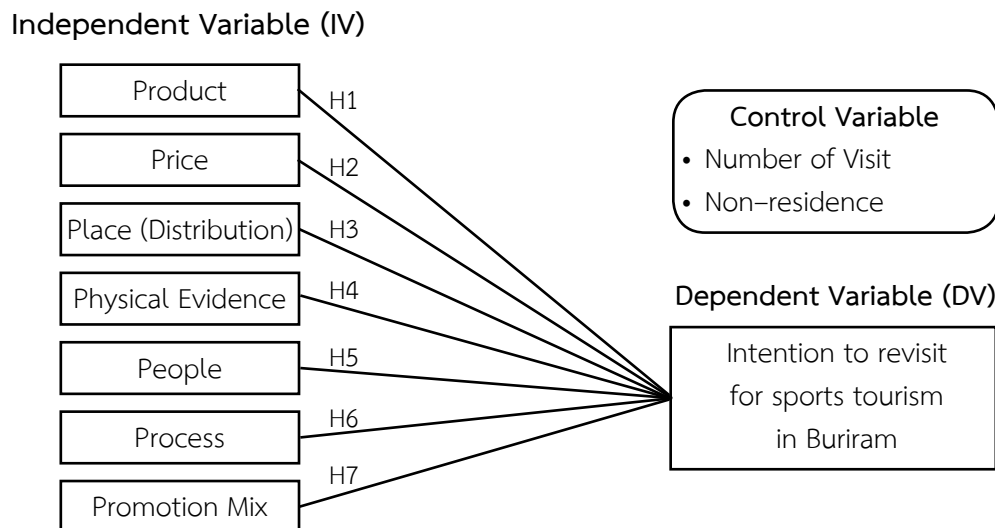 Independent Variable (IV)
Product
Price
Place (Distribution)
Physical Evidence
People
Process
Promotion Mix
H1
H2
H3
H4
H5
H6
H7
Control Variable
• Number of Visit
• Non–residence
Dependent Variable (DV)
Intention to revisit
for sports tourism
in Buriram